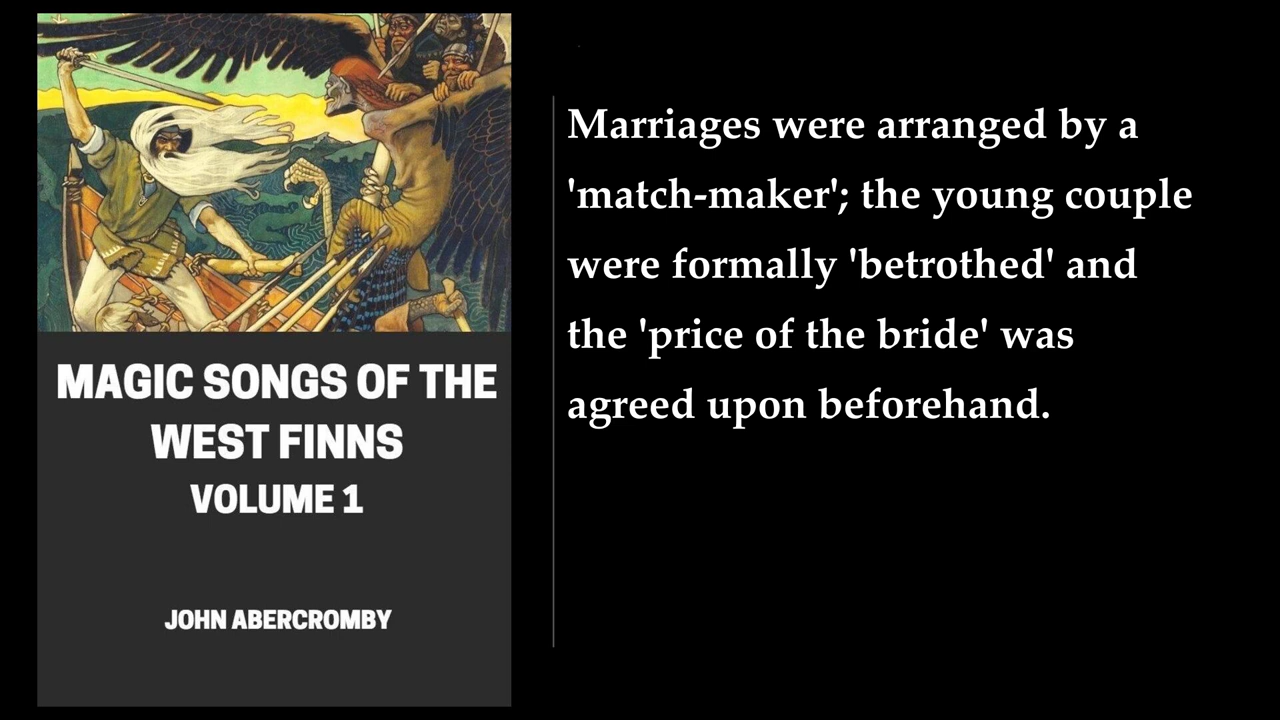 MAGIC SONGS OF THE
WEST FINNS
VOLUME 1
JOHN ABERCROMBY
Marriages were arranged by a
'match-maker'; the young couple
were formally 'betrothed' and
the 'price of the bride' was
agreed upon beforehand.